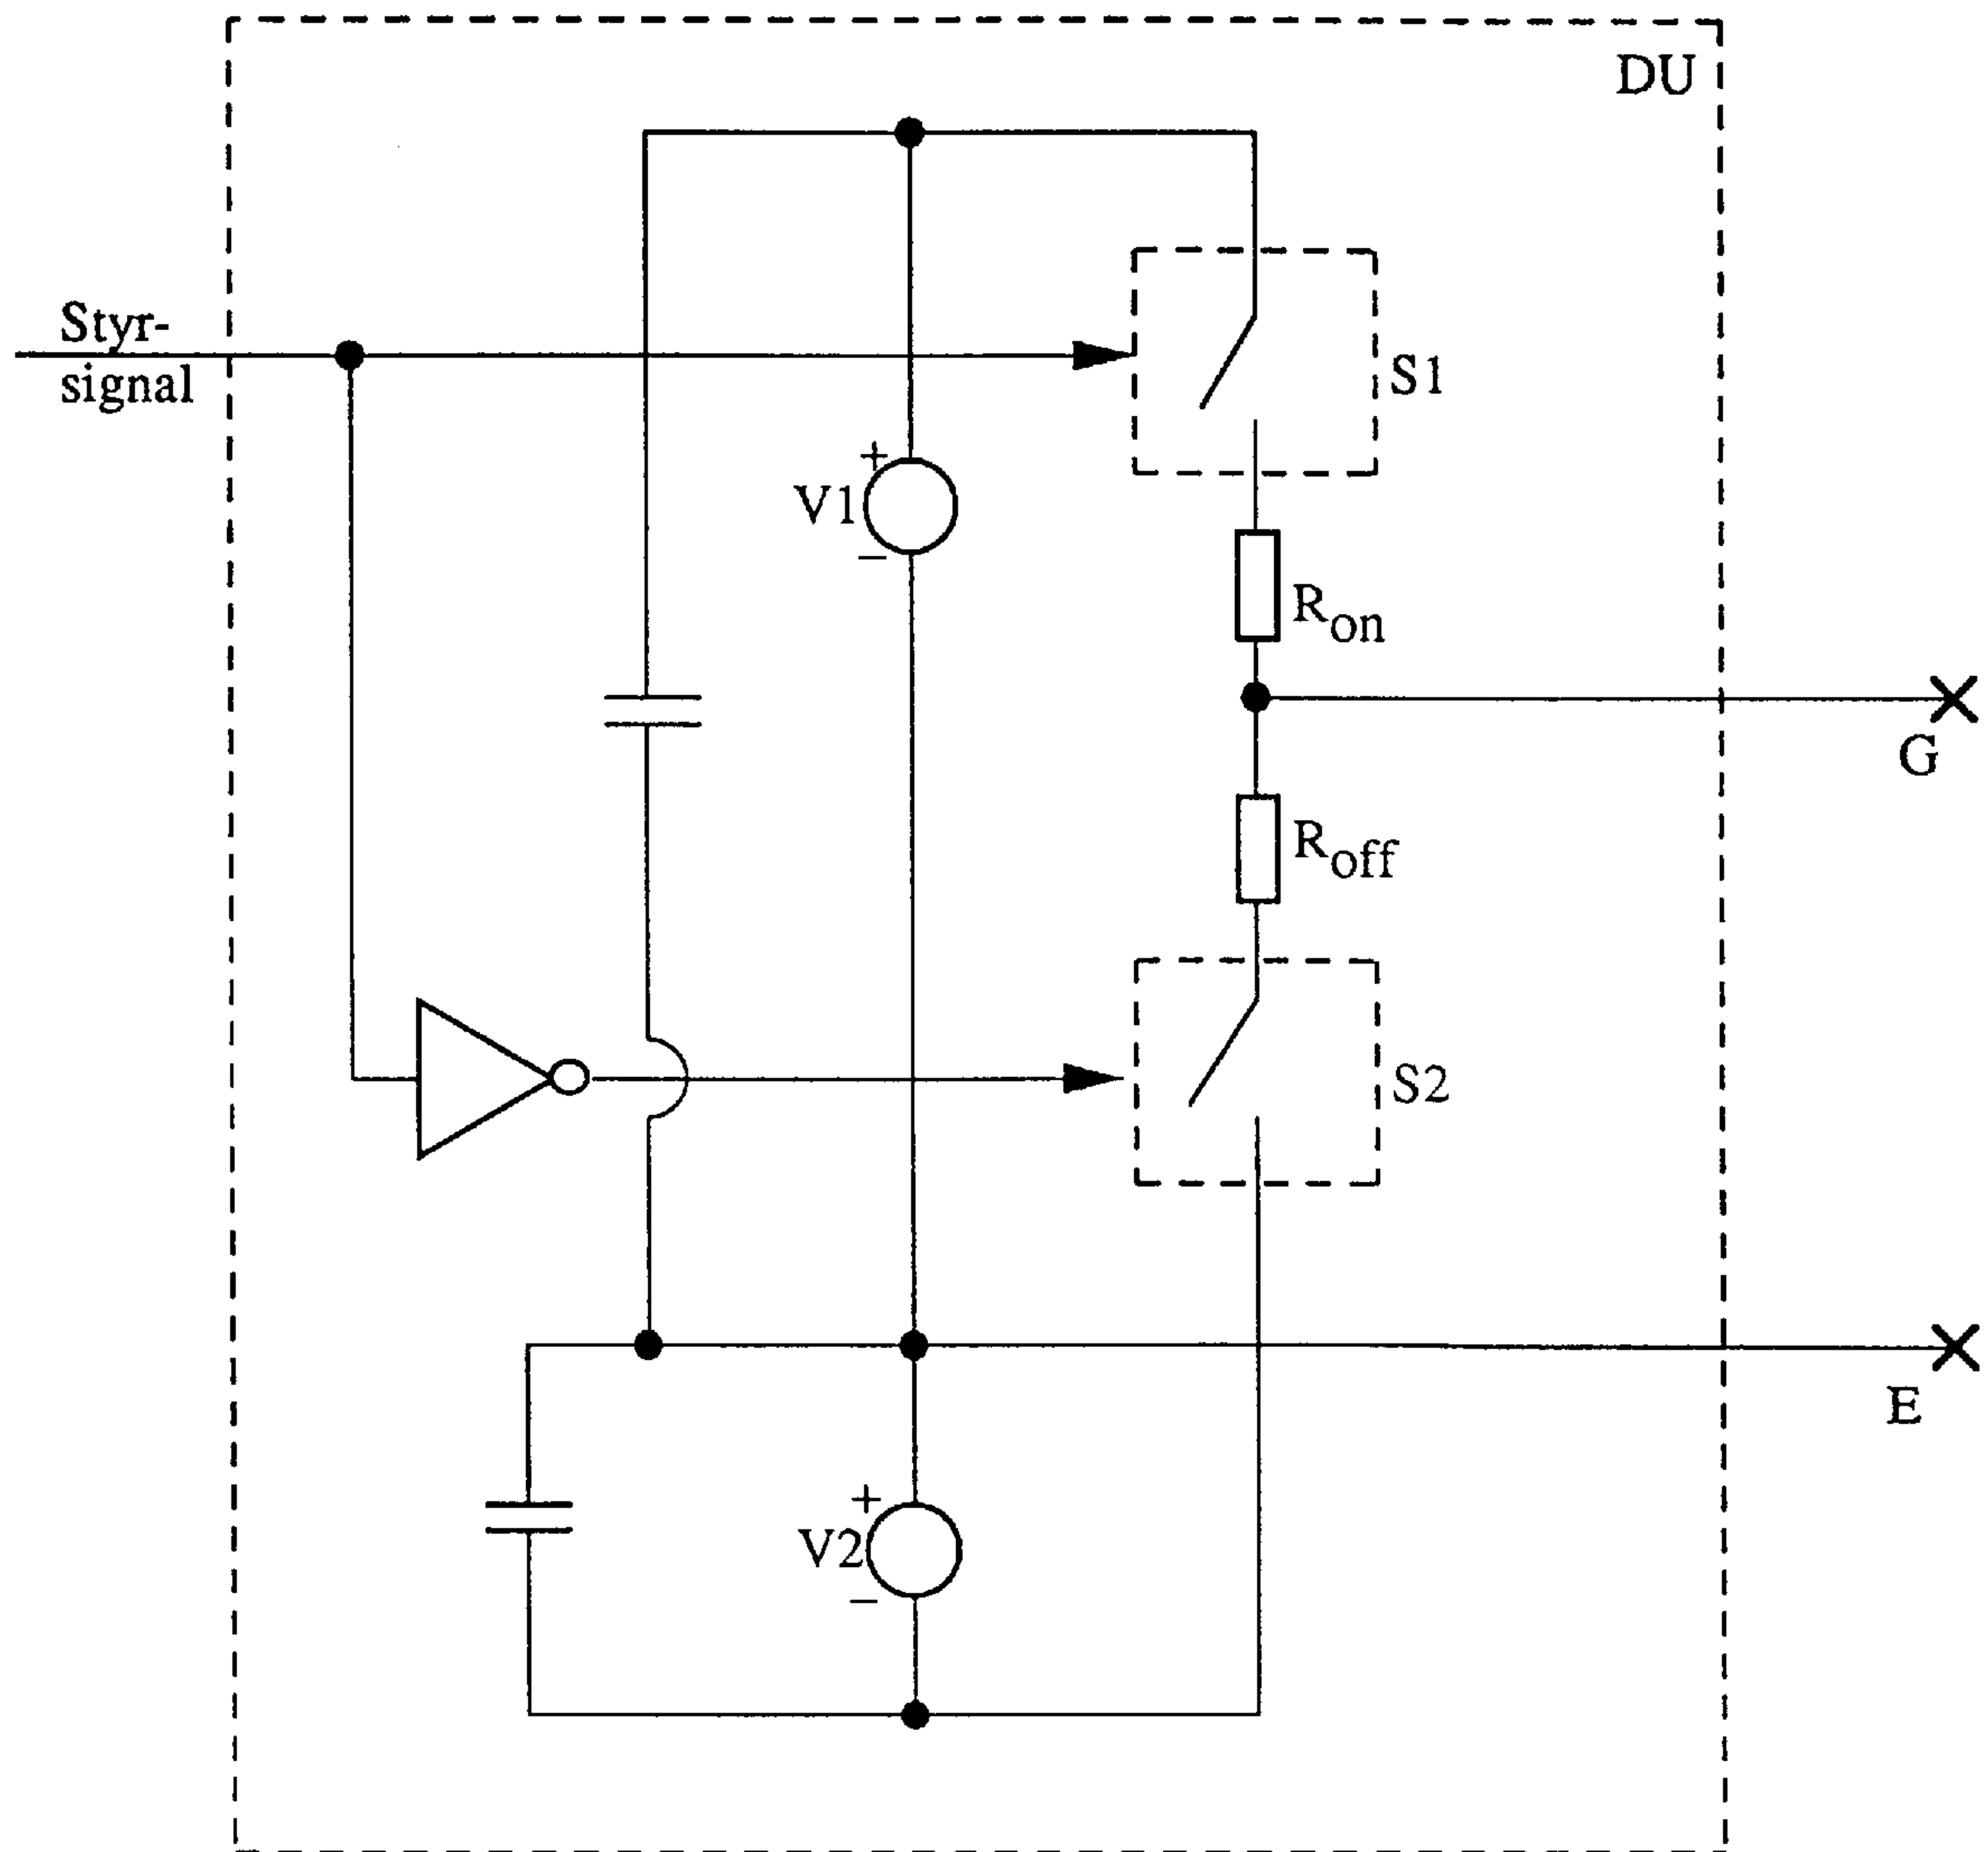 DU
Styr-
signal
S1
+
V1
−
Ron
G
Roff
S2
E
+
V2
−